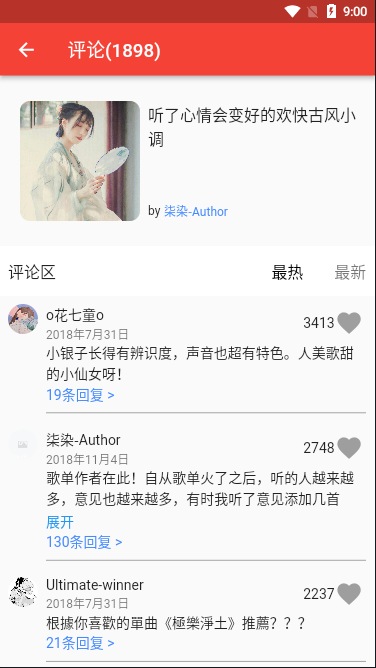 9:00
评论(1898)
听了心情会变好的欢快古风小
调
by 柒染-Author
评论区
最热
最新
o花七童o
2018年7月31日
3413
小银子长得有辨识度，声音也超有特色。人美歌甜
的小仙女呀！
19条回复 >
柒染-Author
2018年11月4日
2748
歌单作者在此！自从歌单火了之后，听的人越来越
多，意见也越来越多，有时我听了意见添加几首
展开
130条回复 >
Ultimate-winner
2018年7月31日
2237
根據你喜歡的單曲《極樂淨土》推薦？？？
21条回复 >